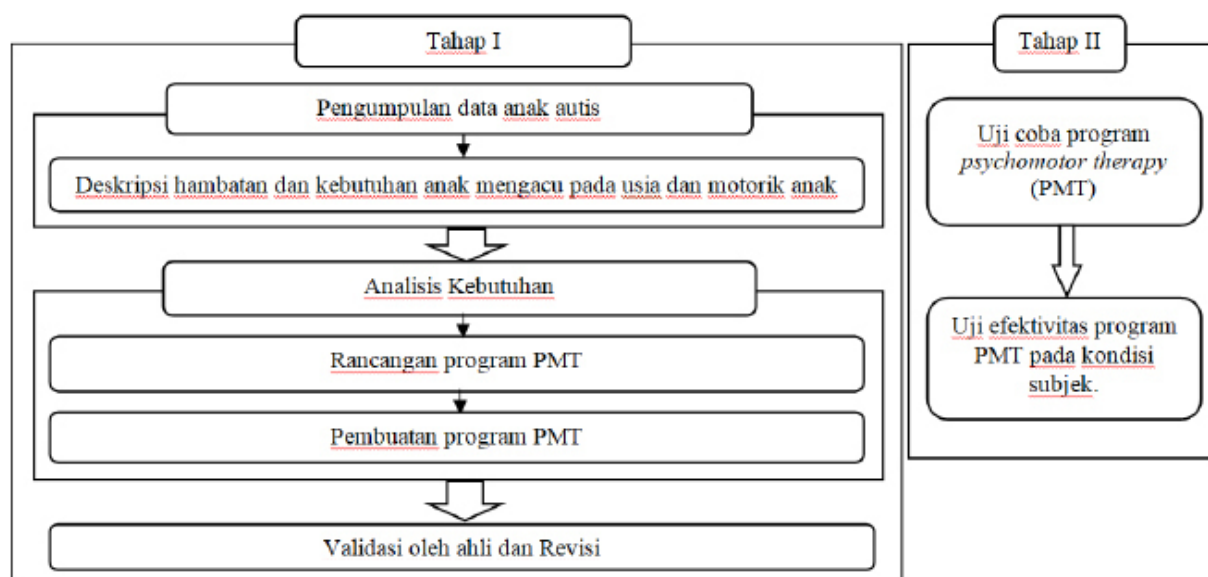 Tahap I
Pengumpulan data anak autis
Deskripsi hambatan dan kebutuhan anak mengacu pada usia dan motorik anak
Analisis Kebutuhan
Rancangan program PMT
Pembuatan program PMT
Validasi oleh ahli dan Revisi
Tahap II
Uji coba program
psychomotor therapy
(PMT)
Uji efektivitas program
PMT pada kondisi
subjek.